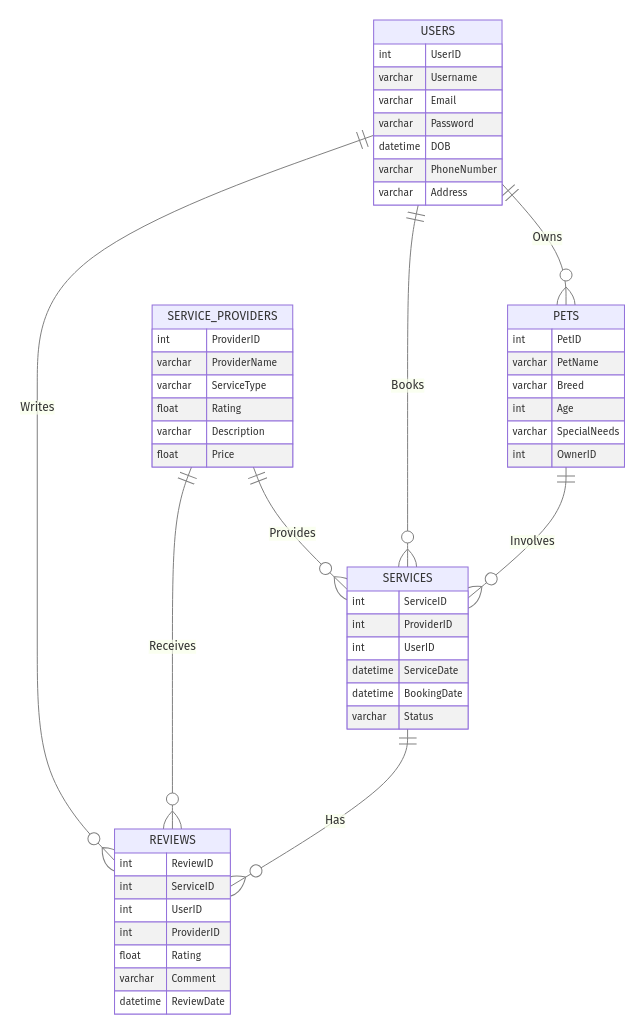 USERS
int UserID
varchar Username
varchar Email
varchar Password
datetime DOB
varchar PhoneNumber
varchar Address
Owns
SERVICE_PROVIDERS
int ProviderID
varchar ProviderName
varchar ServiceType
float Rating
varchar Description
float Price
PETS
int PetID
varchar PetName
varchar Breed
int Age
varchar SpecialNeeds
int OwnerID
Books
Writes
Provides
Involves
SERVICES
int ServiceID
int ProviderID
int UserID
datetime ServiceDate
datetime BookingDate
varchar Status
Receives
Has
REVIEWS
int ReviewID
int ServiceID
int UserID
int ProviderID
float Rating
varchar Comment
datetime ReviewDate